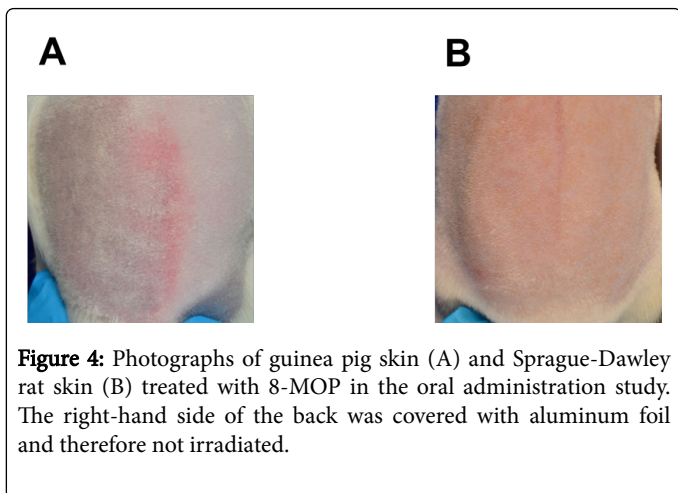 A
B
Figure 4: Photographs of guinea pig skin (A) and Sprague-Dawley
rat skin (B) treated with 8-MOP in the oral administration study.
The right-hand side of the back was covered with aluminum foil
and therefore not irradiated.